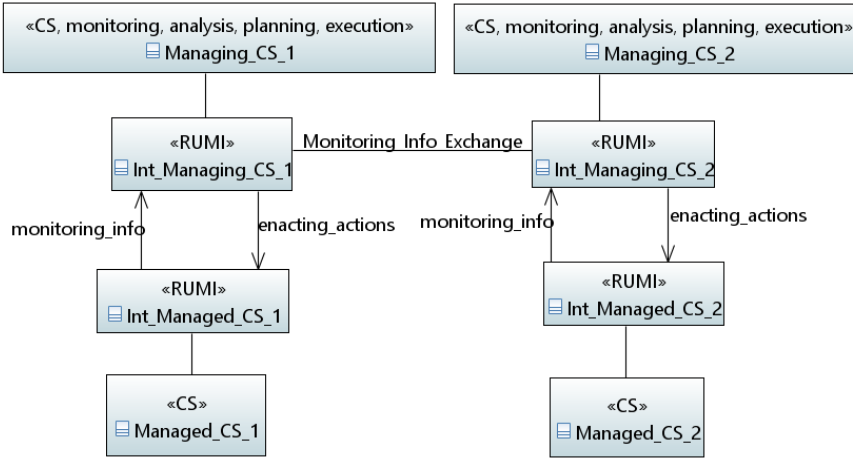 «CS, monitoring, analysis, planning, execution»
Managing_CS_1
«CS, monitoring, analysis, planning, execution»
Managing_CS_2
«RUMI»
Int_Managing_CS_1
Monitoring_Info_Exchange
«RUMI»
Int_Managing_CS_2
monitoring_info
enacting_actions
monitoring_info
enacting_actions
«RUMI»
Int_Managed_CS_1
«RUMI»
Int_Managed_CS_2
«CS»
Managed_CS_1
«CS»
Managed_CS_2